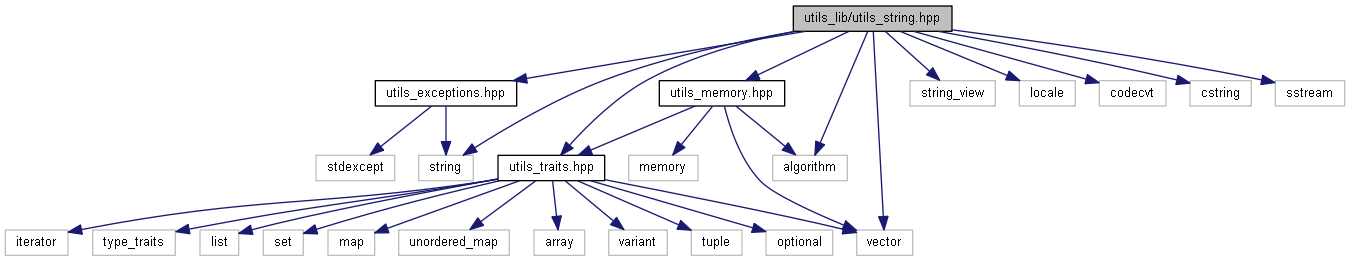 utils_lib/utils_string.hpp
utils_exceptions.hpp
utils_memory.hpp
string_view
locale
codecvt
cstring
sstream
stdexcept
string
utils_traits.hpp
memory
algorithm
iterator
type_traits
list
set
map
unordered_map
array
variant
tuple
optional
vector